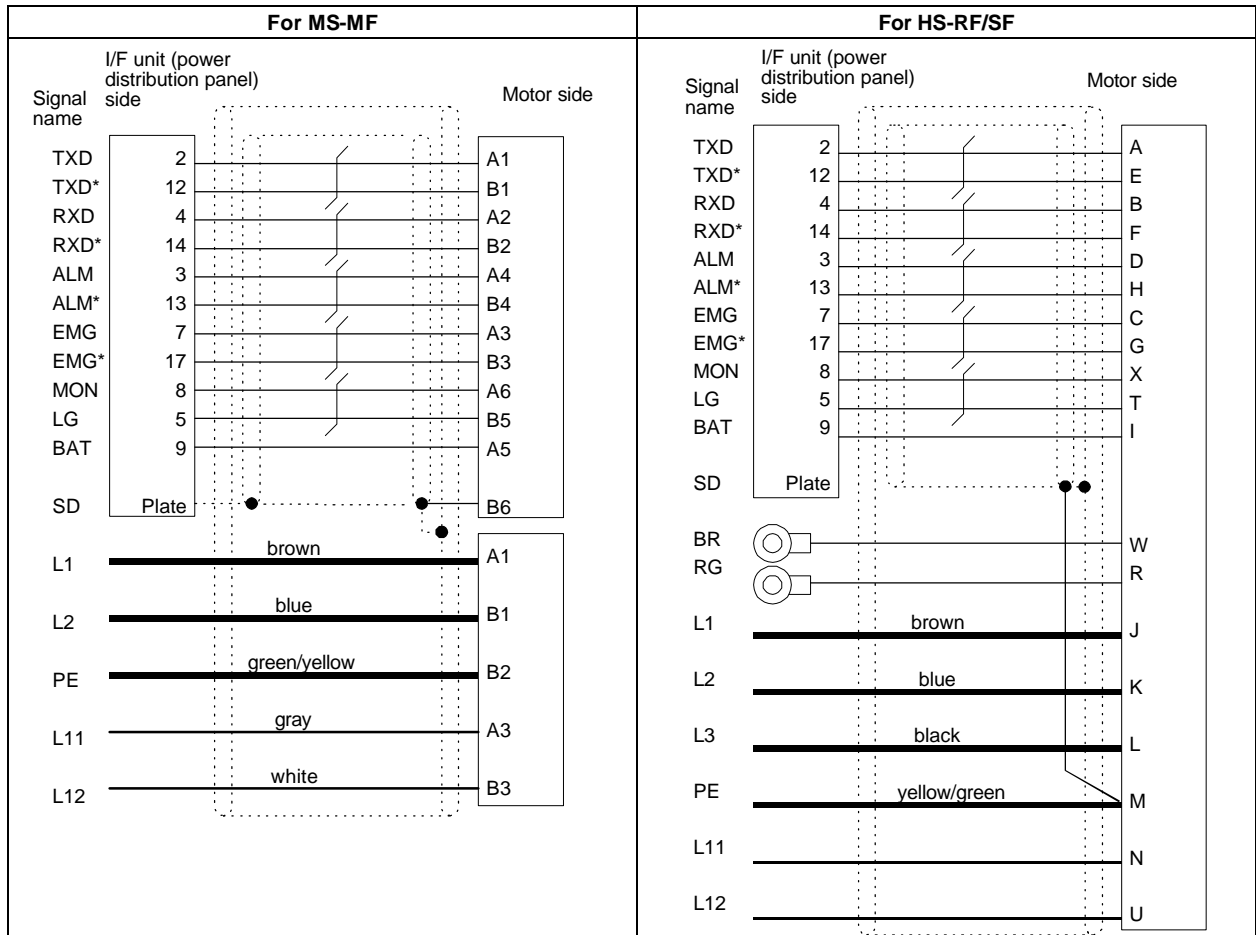 For MS-MF
I/F unit (power
distribution panel)
side
Signal
name
Motor side
TXD 2 A1
TXD* 12 B1
RXD 4 A2
RXD* 14 B2
ALM 3 A4
ALM* 13 B4
EMG 7 A3
EMG* 17 B3
MON 8 A6
LG 5 B5
BAT 9 A5
SD Plate B6
L1 brown A1
L2 blue B1
PE green/yellow B2
L11 gray A3
L12 white B3
For HS-RF/SF
I/F unit (power
distribution panel)
side
Signal
name
Motor side
TXD 2 A
TXD* 12 E
RXD 4 B
RXD* 14 F
ALM 3 D
ALM* 13 H
EMG 7 C
EMG* 17 G
MON 8 X
LG 5 T
BAT 9 I
SD Plate
BR W
RG R
L1 brown J
L2 blue K
L3 black L
PE yellow/green M
L11 N
L12 U